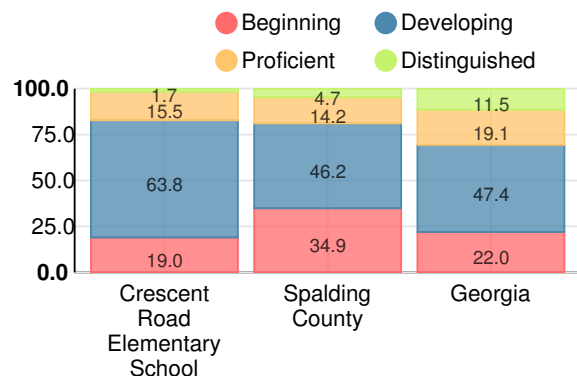 Beginning
Developing
Proficient
Distinguished
100.0
75.0
50.0
25.0
0.0
1.7
15.5
63.8
19.0
4.7
14.2
46.2
34.9
11.5
19.1
47.4
22.0
Crescent
Road
Elementary
School
Spalding
County
Georgia